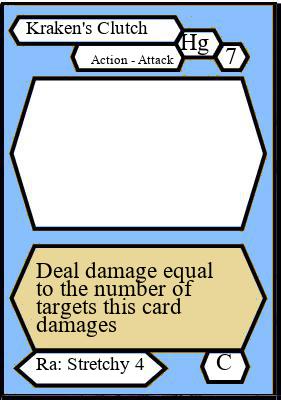 Kraken's Clutch
Hg
7
Action - Attack
Deal damage equal
to the number of
targets this card
damages
Ra: Stretchy 4
C